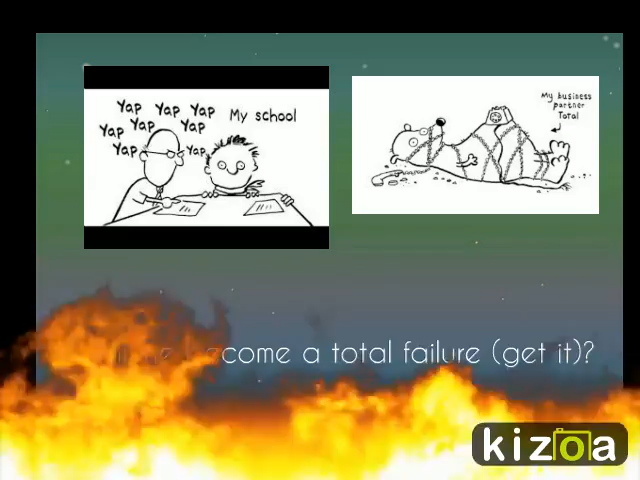 Yap Yap Yap My school
Yap Yap Yap
Yap Yap
My business
partner
Total
become a total failure (get it)?
kizoa